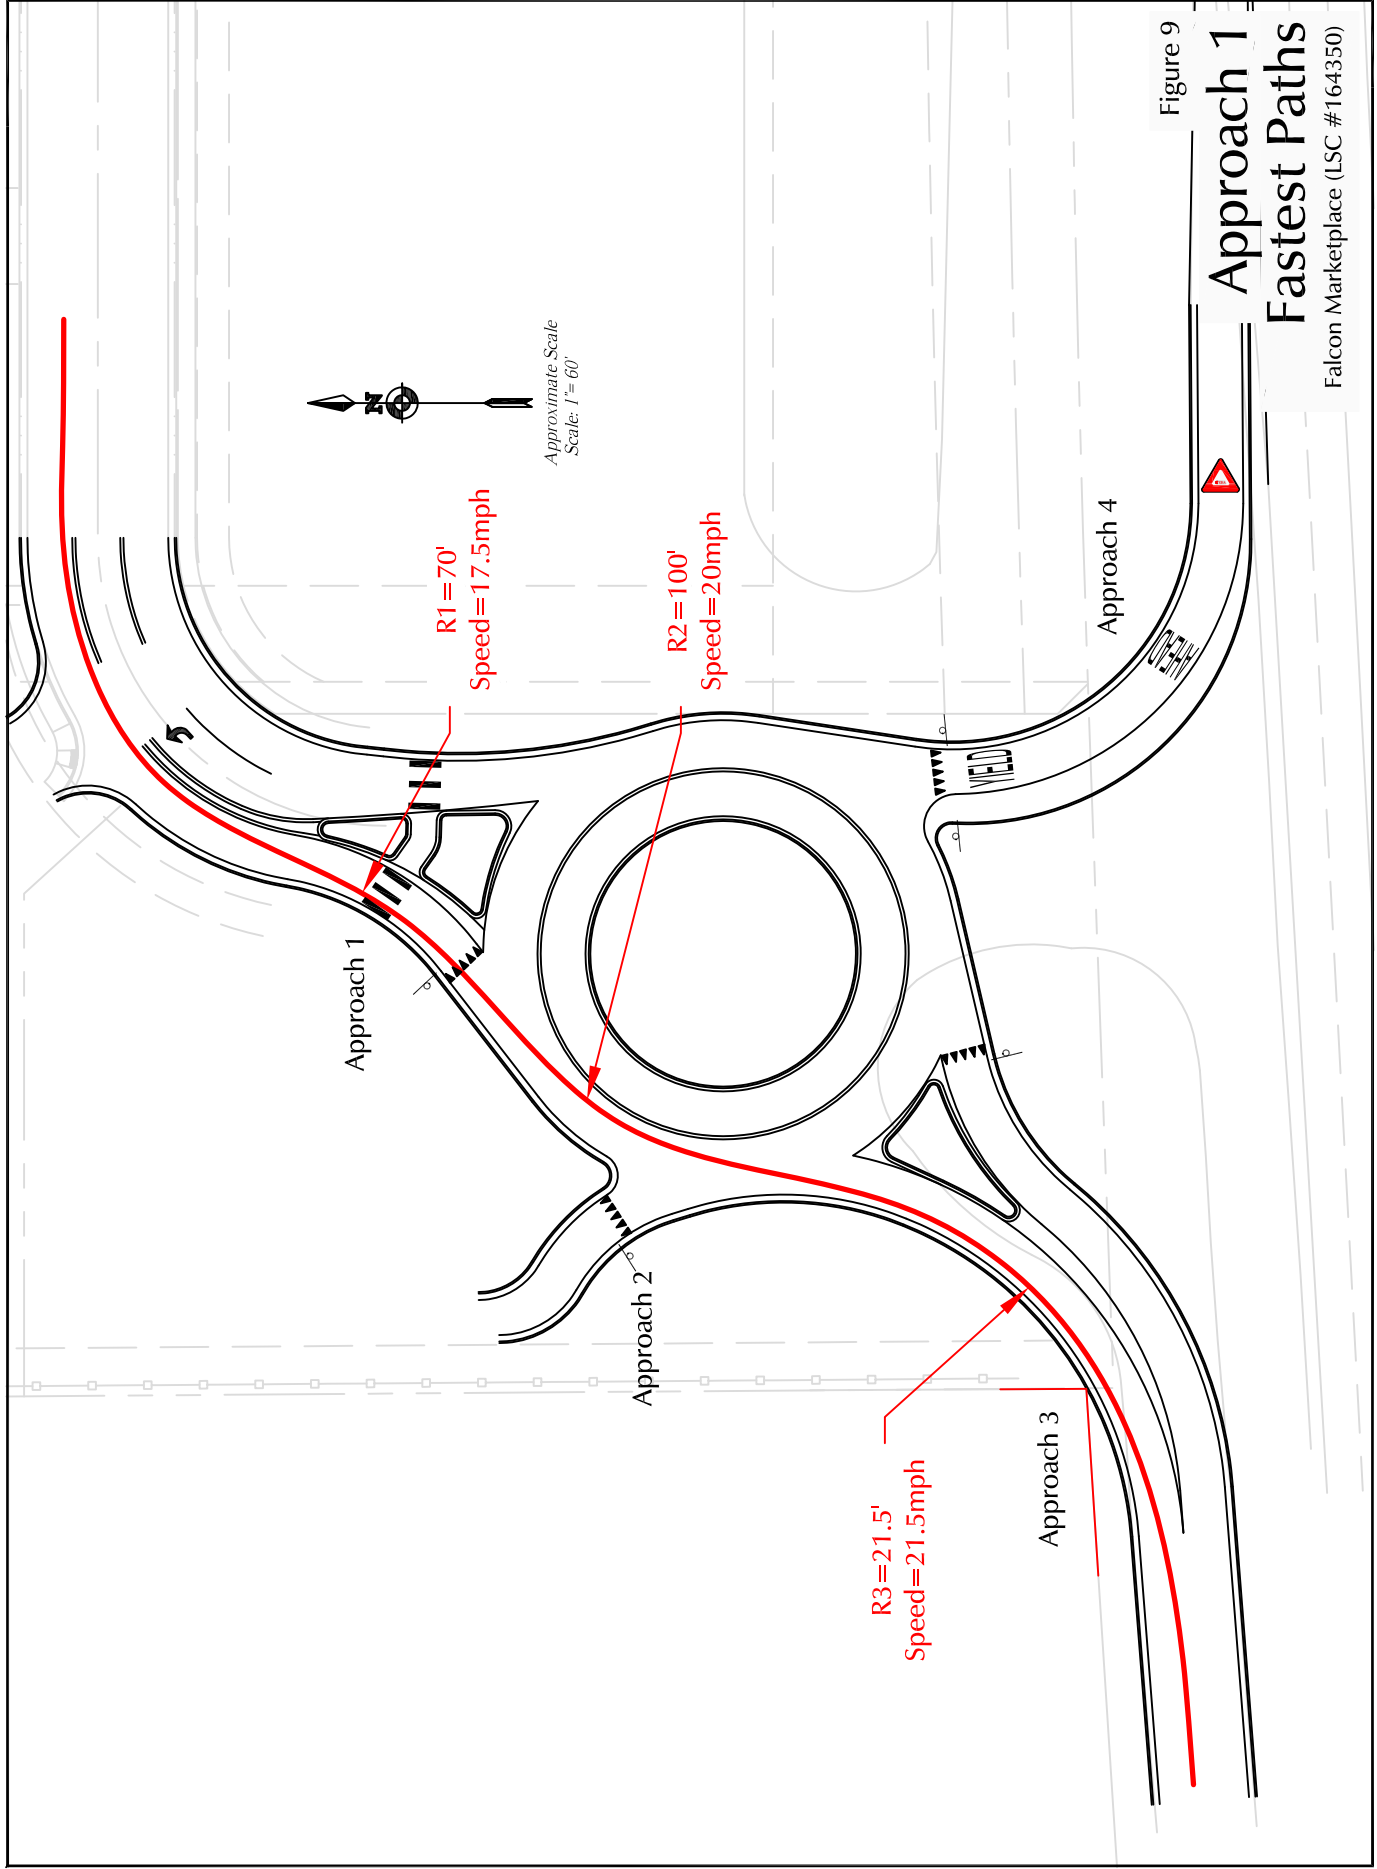 Figure 9
Approach 1
Fastest Paths
Falcon Marketplace (LSC #164350)
N
Approximate Scale
Scale: 1"= 60'
R1=70'
Speed=17.5mph
R2=100'
Speed=20mph
R3=21.5'
Speed=21.5mph
Approach 1
Approach 2
Approach 3
Approach 4
YIELD